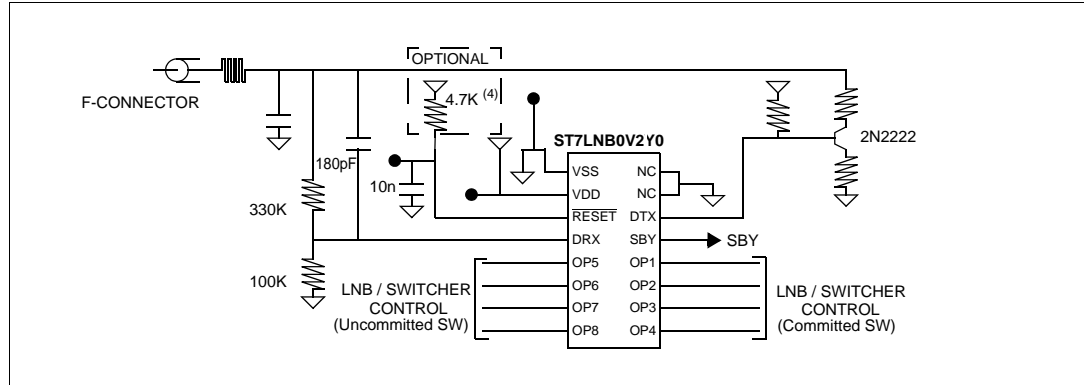 OPTIONAL
4.7K (4)
F-CONNECTOR
ST7LNB0V2Y0
2N2222
180pF
10n
330K
100K
VSS
VDD
RESET
DRX
OP5
OP6
OP7
OP8
NC
NC
DTX
SBY
OP1
OP2
OP3
OP4
SBY
LNB / SWITCHER
CONTROL
(Uncommitted SW)
LNB / SWITCHER
CONTROL
(Committed SW)